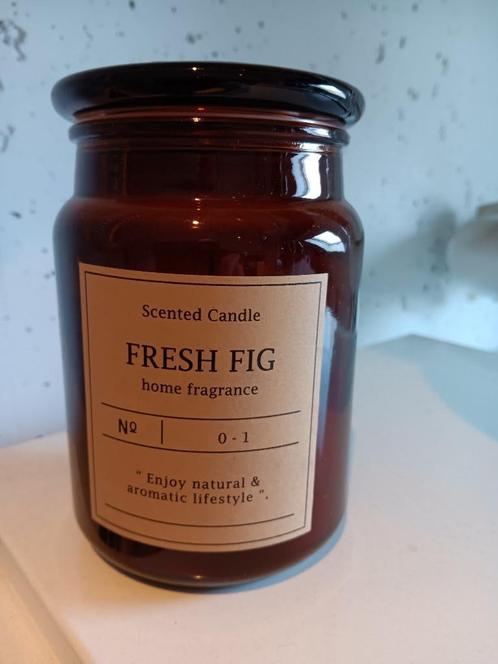 Scented Candle
FRESH FIG
home fragrance
Nº | 0 - 1
" Enjoy natural &
aromatic lifestyle ".